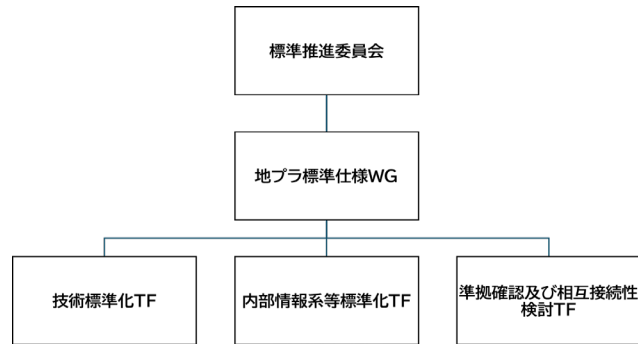 標準推進委員会
地プラ標準仕様WG
技術標準化TF
内部情報系等標準化TF
準拠確認及び相互接続性
検討TF